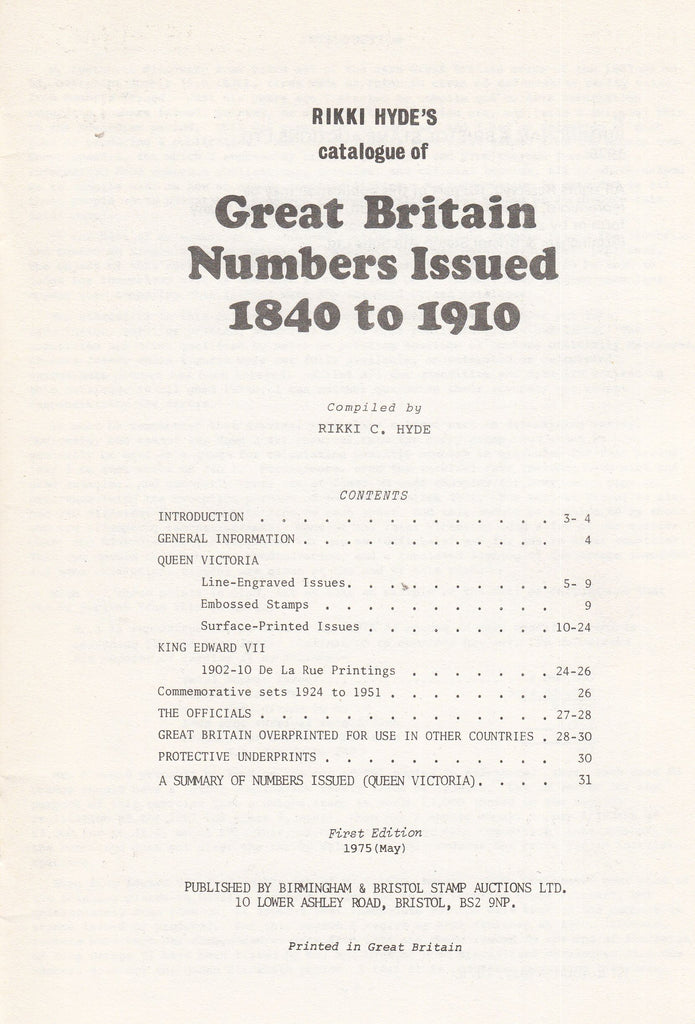 RIKKI HYDE'S
catalogue of
Great Britain
Numbers Issued
1840 to 1910
Compiled by
RIKKI C. HYDE
CONTENTS
INTRODUCTION . . . . . . . . . . . . . . 3- 4
GENERAL INFORMATION . . . . . . . . . . . . 4
QUEEN VICTORIA
Line-Engraved Issues. . . . . . . . . . 5- 9
Embossed Stamps . . . . . . . . . . . 9
Surface-Printed Issues . . . . . . . . 10-24
KING EDWARD VII
1902-10 De La Rue Printings . . . . . . . 24-26
Commemorative sets 1924 to 1951 . . . . . . . . 26
THE OFFICIALS . . . . . . . . . . . . . . 27-28
GREAT BRITAIN OVERPRINTED FOR USE IN OTHER COUNTRIES . 28-30
PROTECTIVE UNDERPRINTS . . . . . . . . . . . 30
A SUMMARY OF NUMBERS ISSUED (QUEEN VICTORIA). . . . 31
First Edition
1975(May)
PUBLISHED BY BIRMINGHAM & BRISTOL STAMP AUCTIONS LTD.
10 LOWER ASHLEY ROAD, BRISTOL, BS2 9NP.
Printed in Great Britain